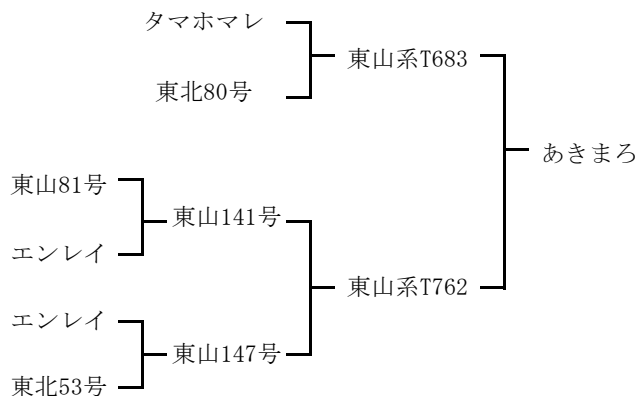 タマホマレ
東山系T683
東北80号
あきまろ
東山81号
東山141号
エンレイ
東山系T762
エンレイ
東山147号
東北53号